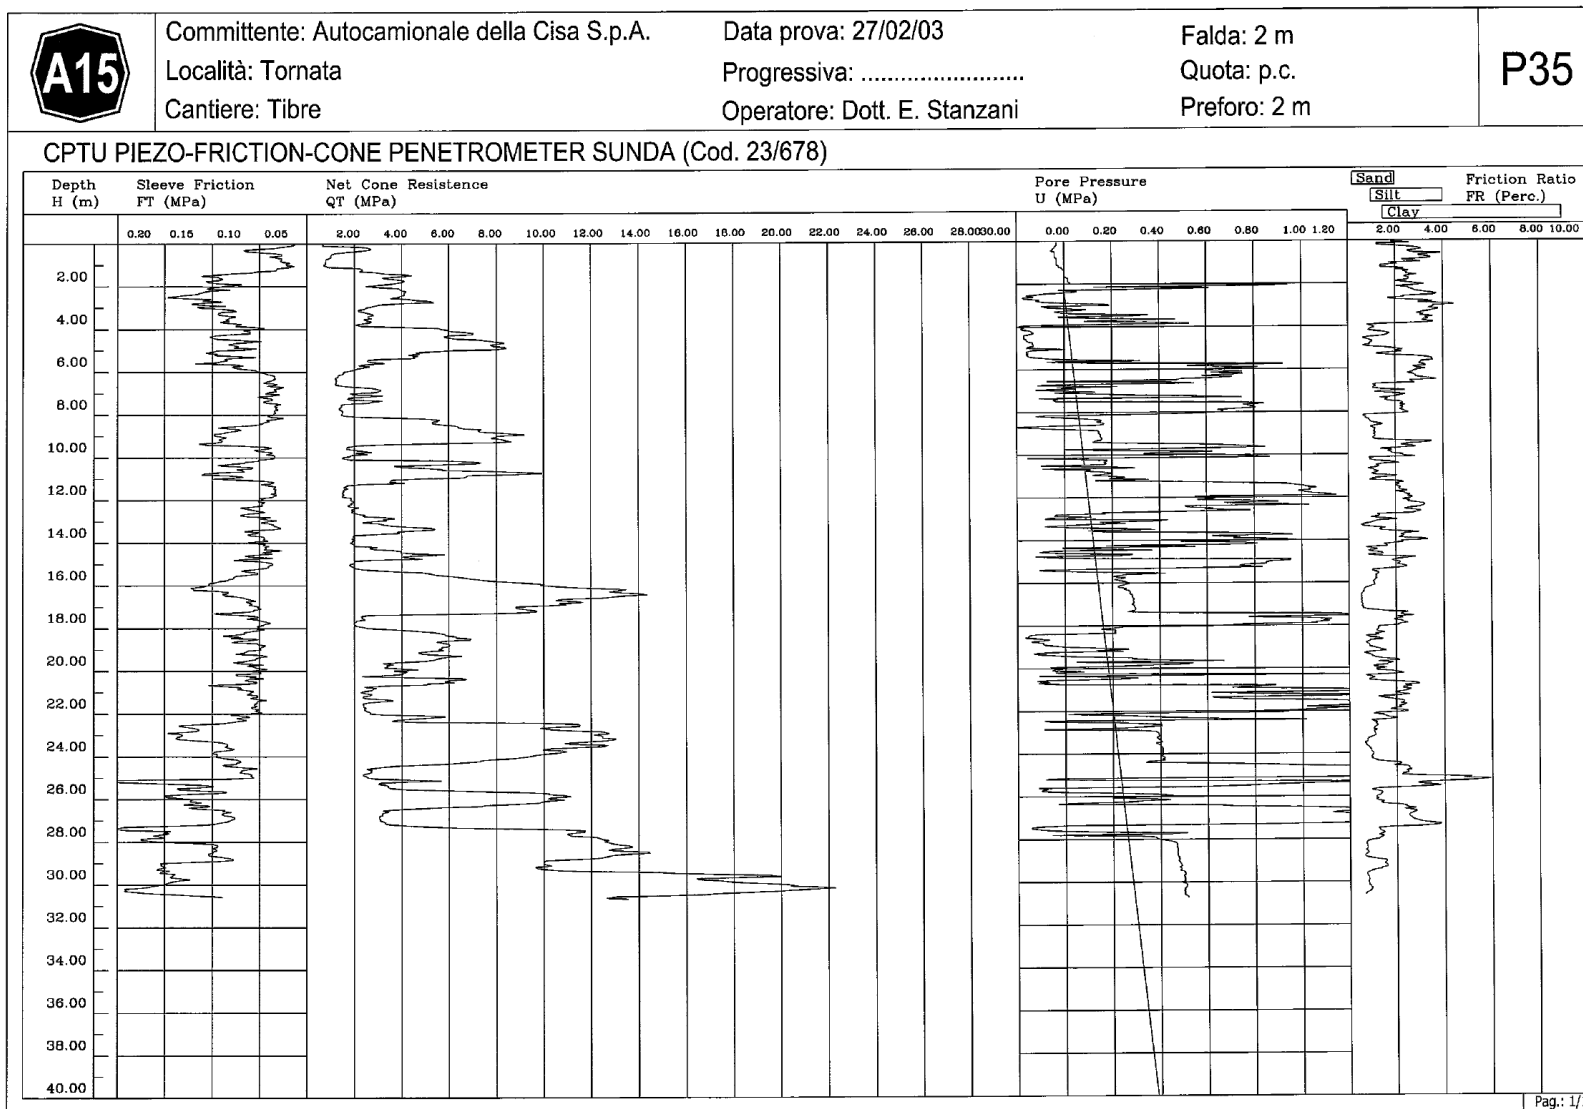 A15
Committente: Autocamionale della Cisa S.p.A.
Località: Tornata
Cantiere: Tibre
Data prova: 27/02/03
Progressiva: ........................
Operatore: Dott. E. Stanzani
Falda: 2 m
Quota: p.c.
Preforo: 2 m
P35
CPTU PIEZO-FRICTION-CONE PENETROMETER SUNDA (Cod. 23/678)
Depth
H (m)
Sleeve Friction
FT (MPa)
Net Cone Resistence
QT (MPa)
Pore Pressure
U (MPa)
Sand
Silt
Clay
Friction Ratio
FR (Perc.)
0.20 0.15 0.10 0.05
2.00 4.00 6.00 8.00 10.00 12.00 14.00 16.00 18.00 20.00 22.00 24.00 26.00 28.00 30.00
0.00 0.20 0.40 0.60 0.80 1.00 1.20
2.00 4.00 6.00 8.00 10.00
2.00
4.00
6.00
8.00
10.00
12.00
14.00
16.00
18.00
20.00
22.00
24.00
26.00
28.00
30.00
32.00
34.00
36.00
38.00
40.00
Pag.: 1/